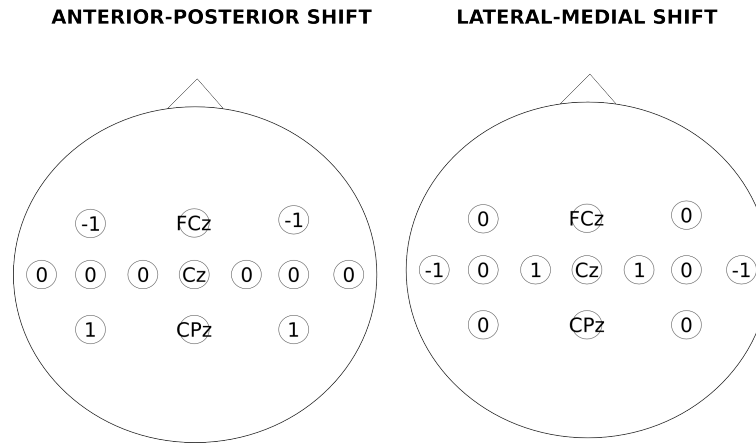 ANTERIOR-POSTERIOR SHIFT
-1 FCz -1
0 0 0 Cz 0 0 0
1 CPz 1
LATERAL-MEDIAL SHIFT
0 FCz 0
-1 0 1 Cz 1 0 -1
0 CPz 0